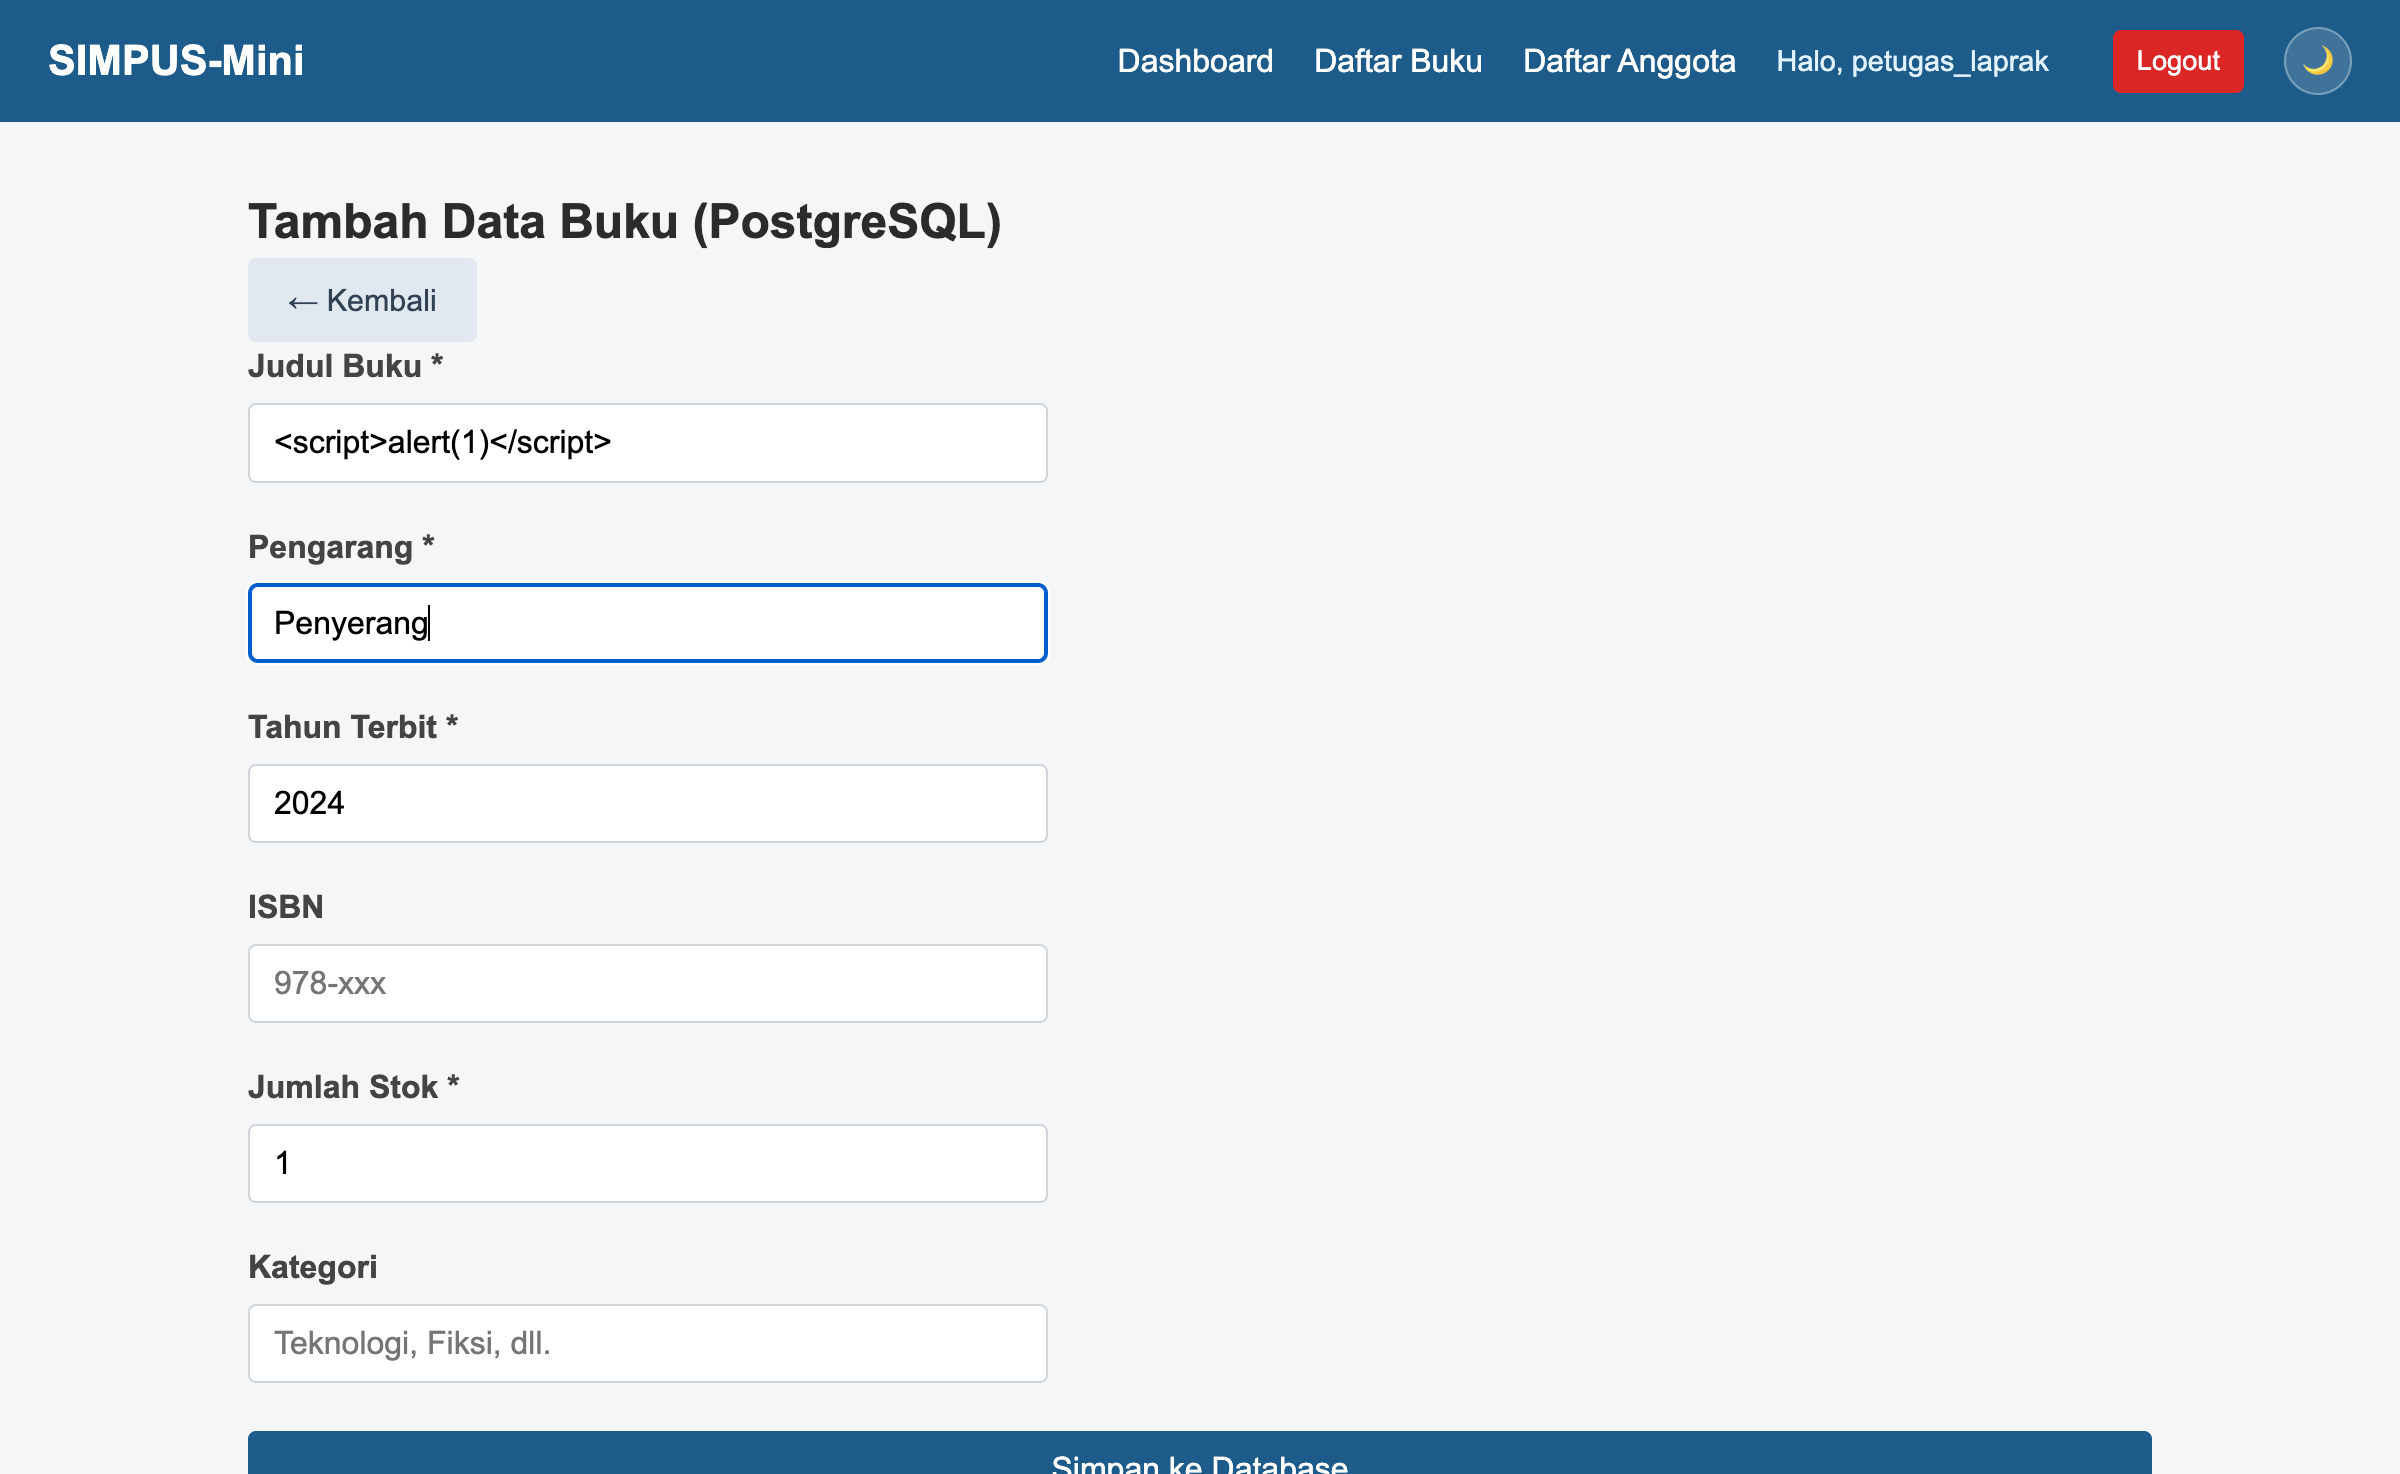 SIMPUS-Mini
Dashboard Daftar Buku Daftar Anggota Halo, petugas_laprak Logout
Tambah Data Buku (PostgreSQL)
← Kembali
Judul Buku *
<script>alert(1)</script>
Pengarang *
Penyerang
Tahun Terbit *
2024
ISBN
978-xxx
Jumlah Stok *
1
Kategori
Teknologi, Fiksi, dll.
Simpan ke Database